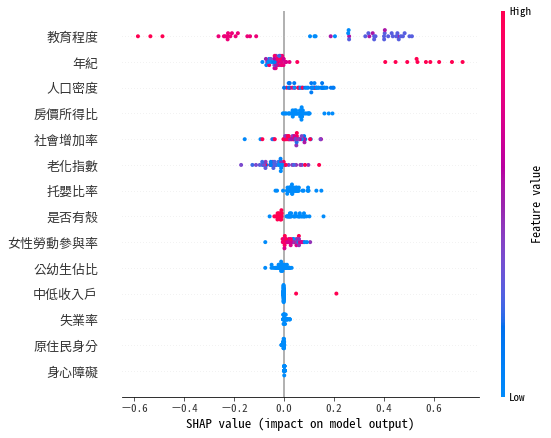 High
教育程度
年紀
人口密度
房價所得比
社會增加率
老化指數
托嬰比率
是否有殼
女性勞動參與率
公幼生佔比
中低收入戶
失業率
原住民身分
身心障礙
Feature value
Low
−0.6 −0.4 −0.2 0.0 0.2 0.4 0.6
SHAP value (impact on model output)